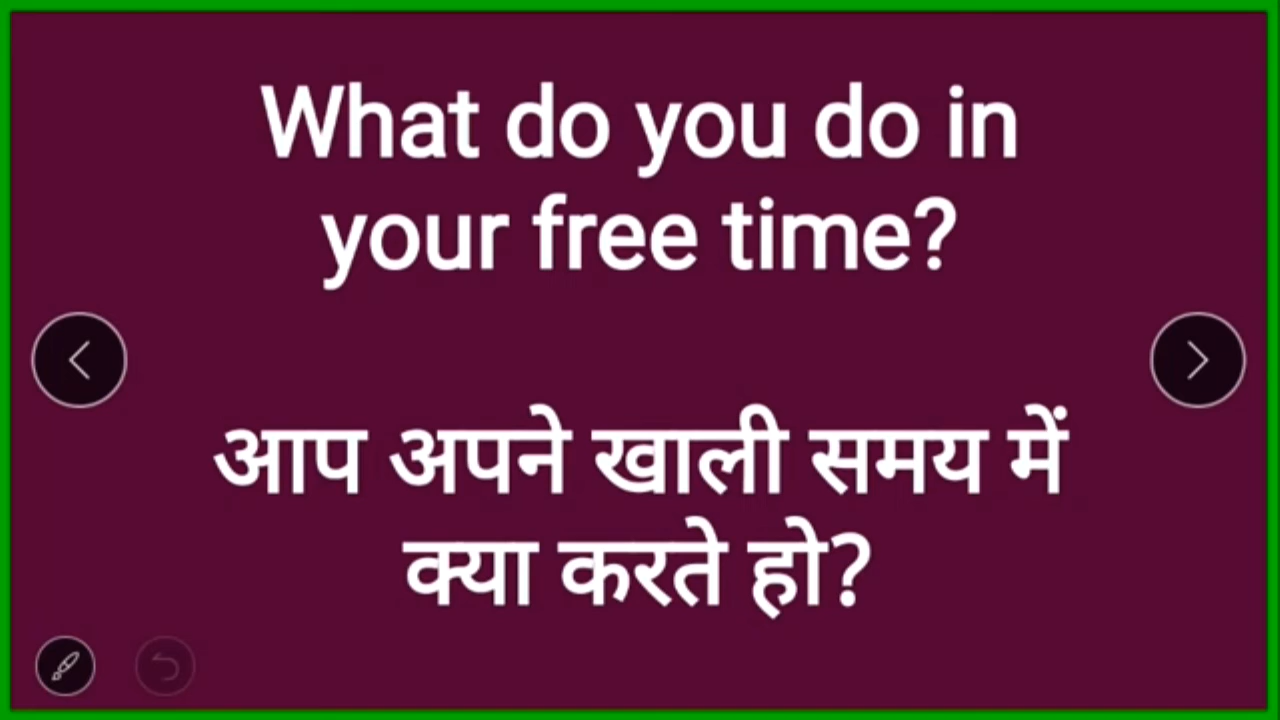 What do you do in
your free time?
आप अपने खाली समय में
क्या करते हो?